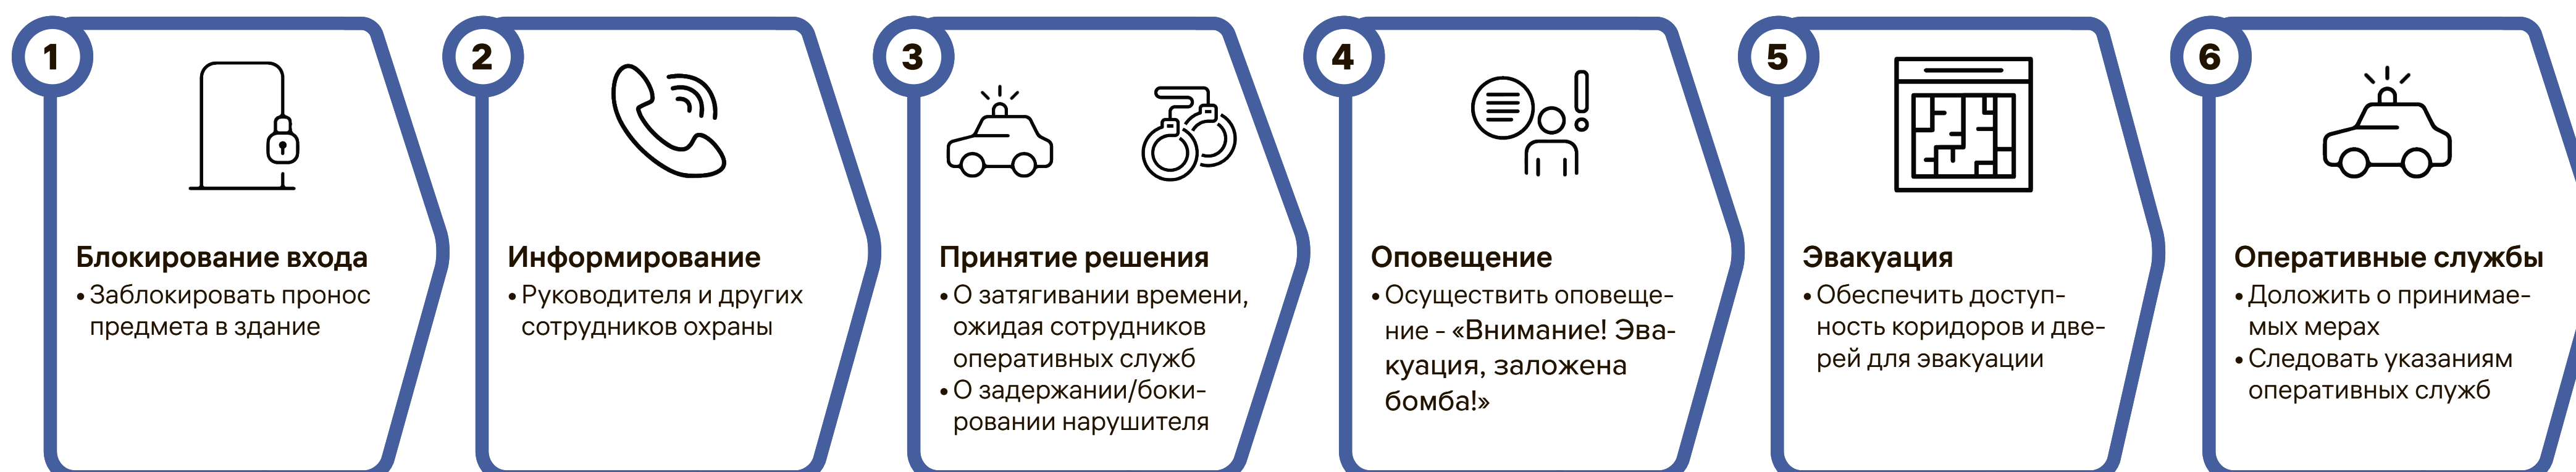 1
Блокирование входа
• Заблокировать пронос
предмета в здание
2
Информирование
• Руководителя и других
сотрудников охраны
3
Принятие решения
• О затягивании времени,
ожидая сотрудников
оперативных служб
• О задержании/боки-
ровании нарушителя
4
Оповещение
• Осуществить оповеще-
ние - «Внимание! Эва-
куация, заложена
бомба!»
5
Эвакуация
• Обеспечить доступ-
ность коридоров и две-
рей для эвакуации
6
Оперативные службы
• Доложить о принимае-
мых мерах
• Следовать указаниям
оперативных служб